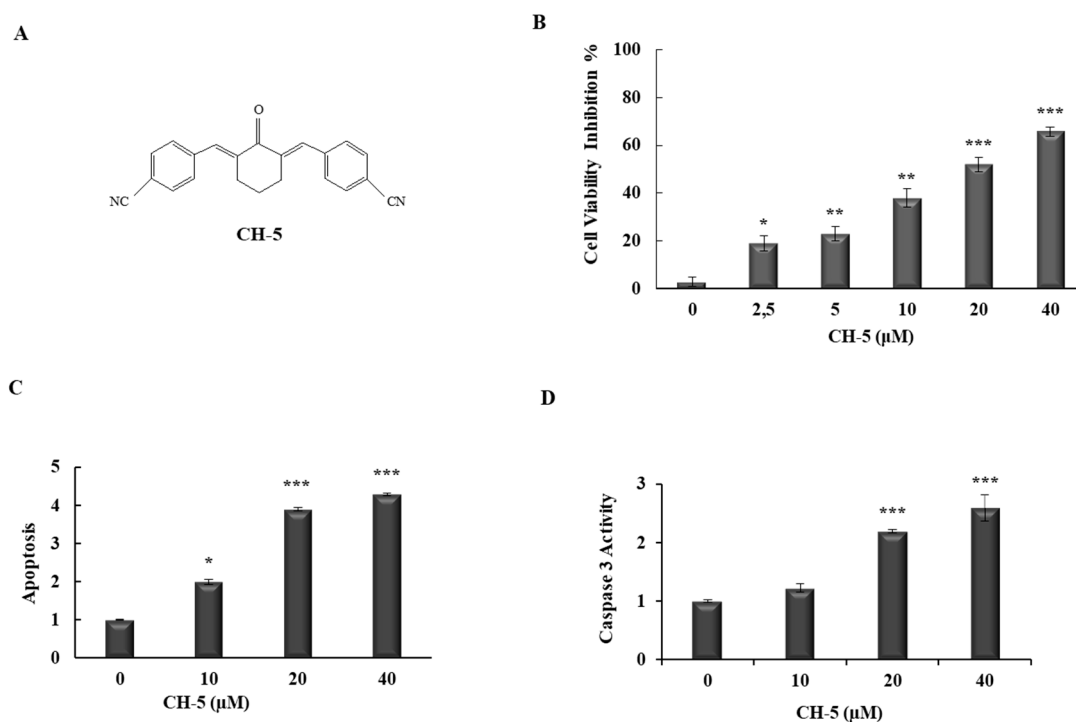 A
O
NC
CN
CH-5
B
Cell Viability Inhibition %
100
80
60
40
20
0
*
**
**
***
***
0 2,5 5 10 20 40
CH-5 (µM)
C
Apoptosis
5
4
3
2
1
0
*
***
***
0 10 20 40
CH-5 (µM)
D
Caspase 3 Activity
3
2
1
0
***
***
0 10 20 40
CH-5 (µM)